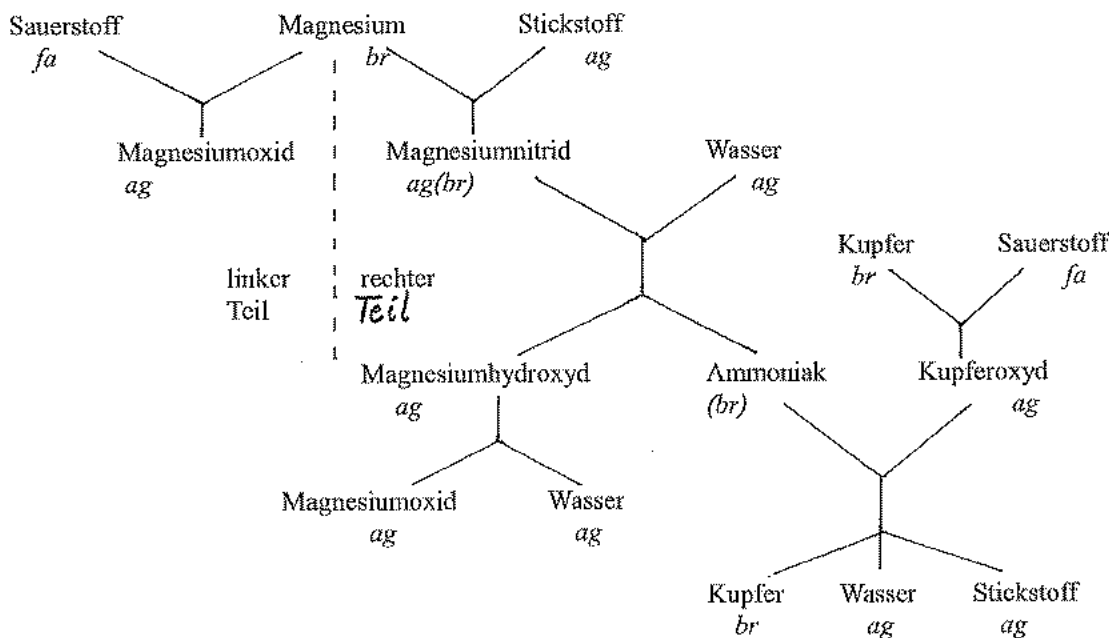 Sauerstoff Magnesium Stickstoff
fa br ag
Magnesiumoxid Magnesiumnitrid Wasser
ag ag(br) ag
Kupfer Sauerstoff
br fa
linker rechter
Teil Teil
Magnesiumhydroxyd Ammoniak Kupferoxyd
ag (br) ag
Magnesiumoxid Wasser
ag ag
Kupfer Wasser Stickstoff
br ag ag